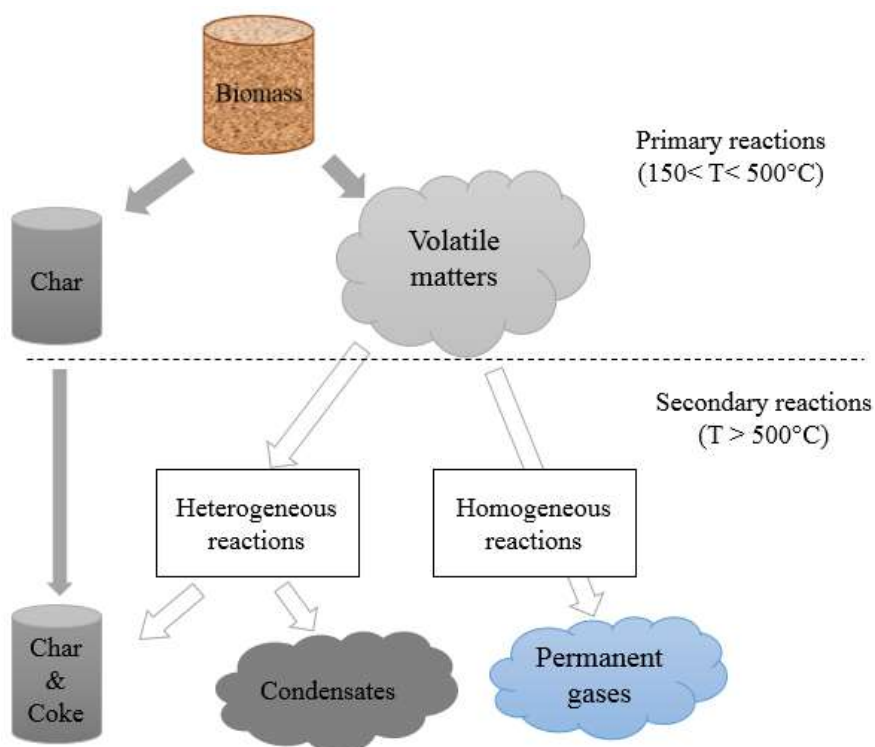 Biomass
Primary reactions
(150< T< 500°C)
Char
Volatile
matters
Secondary reactions
(T > 500°C)
Heterogeneous
reactions
Homogeneous
reactions
Char
&
Coke
Condensates
Permanent
gases